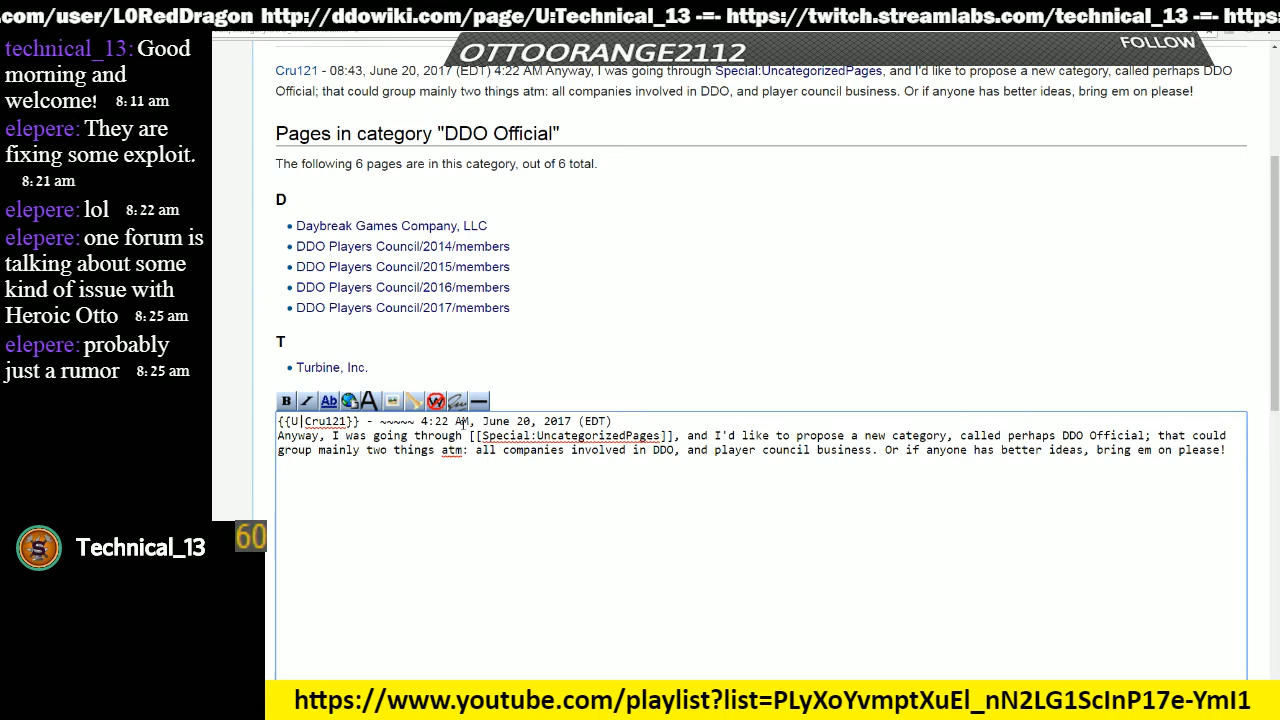 .com/user/L0RedDragon http://ddowiki.com/page/U:Technical_13 -=- https://twitch.streamlabs.com/technical_13 -=- https
technical_13: Good
morning and
welcome! 8:11 am
elepere: They are
fixing some exploit.
8:21 am
elepere: lol 8:22 am
elepere: one forum is
talking about some
kind of issue with
Heroic Otto 8:25 am
elepere: probably
just a rumor 8:25 am
Technical_13
60
OTTOORANGE2112
FOLLOW
Cru121 - 08:43, June 20, 2017 (EDT) 4:22 AM Anyway, I was going through Special:UncategorizedPages, and I'd like to propose a new category, called perhaps DDO
Official; that could group mainly two things atm: all companies involved in DDO, and player council business. Or if anyone has better ideas, bring em on please!
Pages in category "DDO Official"
The following 6 pages are in this category, out of 6 total.
D
• Daybreak Games Company, LLC
• DDO Players Council/2014/members
• DDO Players Council/2015/members
• DDO Players Council/2016/members
• DDO Players Council/2017/members
T
• Turbine, Inc.
B I Ab A W
{{U|Cru121}} - ~~~~~ 4:22 AM, June 20, 2017 (EDT)
Anyway, I was going through [[Special:UncategorizedPages]], and I'd like to propose a new category, called perhaps DDO Official; that could
group mainly two things atm: all companies involved in DDO, and player council business. Or if anyone has better ideas, bring em on please!
https://www.youtube.com/playlist?list=PLyXoYvmptXuEl_nN2LG1ScInP17e-YmI1